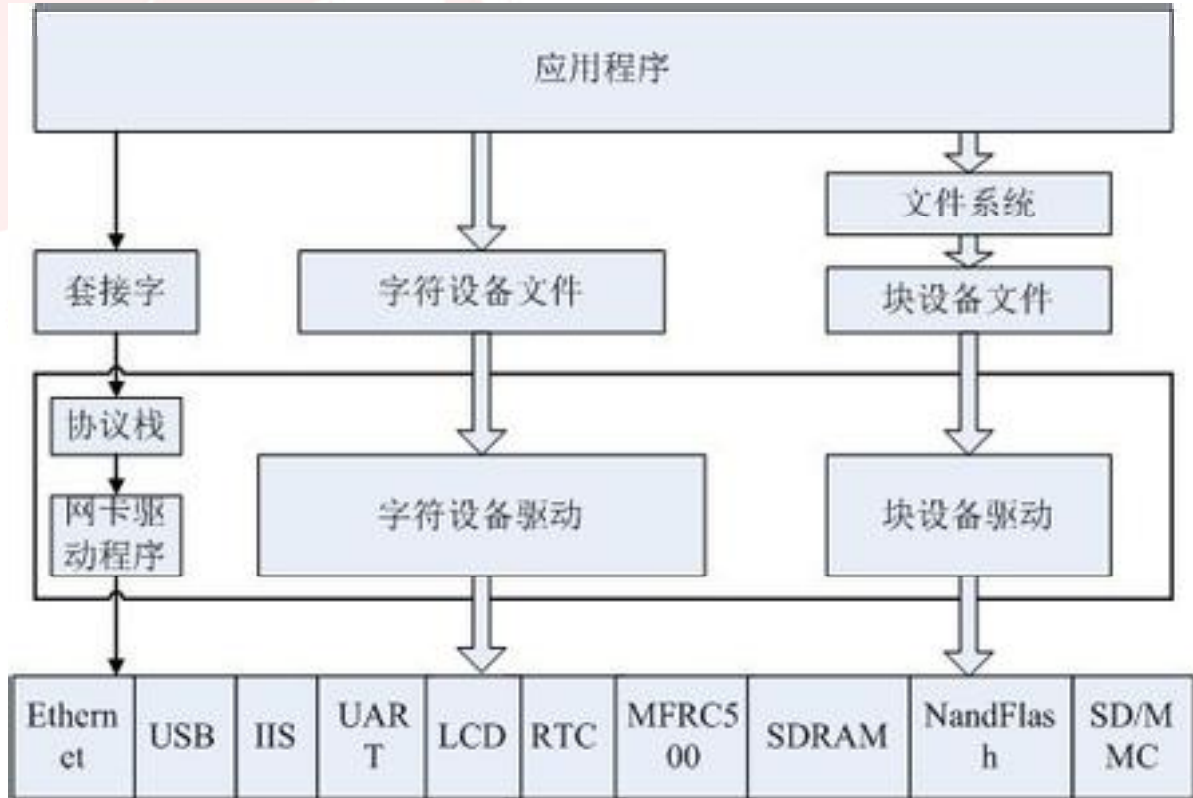 应用程序
文件系统
套接字
字符设备文件
块设备文件
协议栈
网卡驱
动程序
字符设备驱动
块设备驱动
Ethern
et
USB
IIS
UAR
T
LCD
RTC
MFRC5
00
SDRAM
NandFlas
h
SD/M
MC